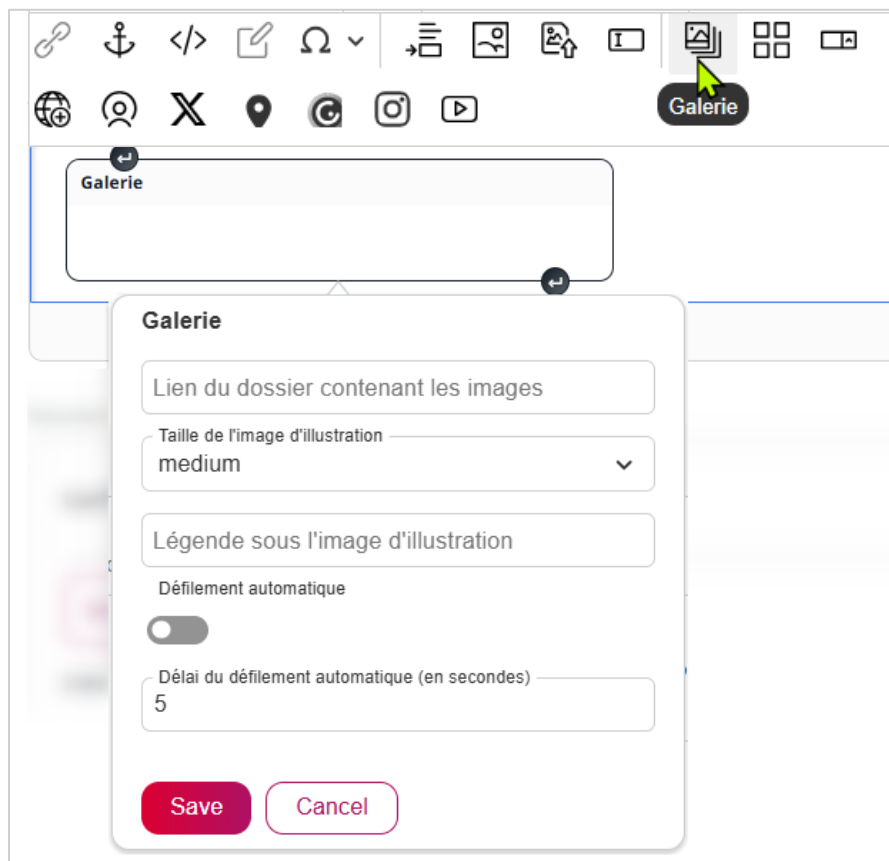 Galerie
Galerie
Galerie
Lien du dossier contenant les images
Taille de l'image d'illustration
medium
Légende sous l'image d'illustration
Défilement automatique
Délai du défilement automatique (en secondes)
5
Save
Cancel